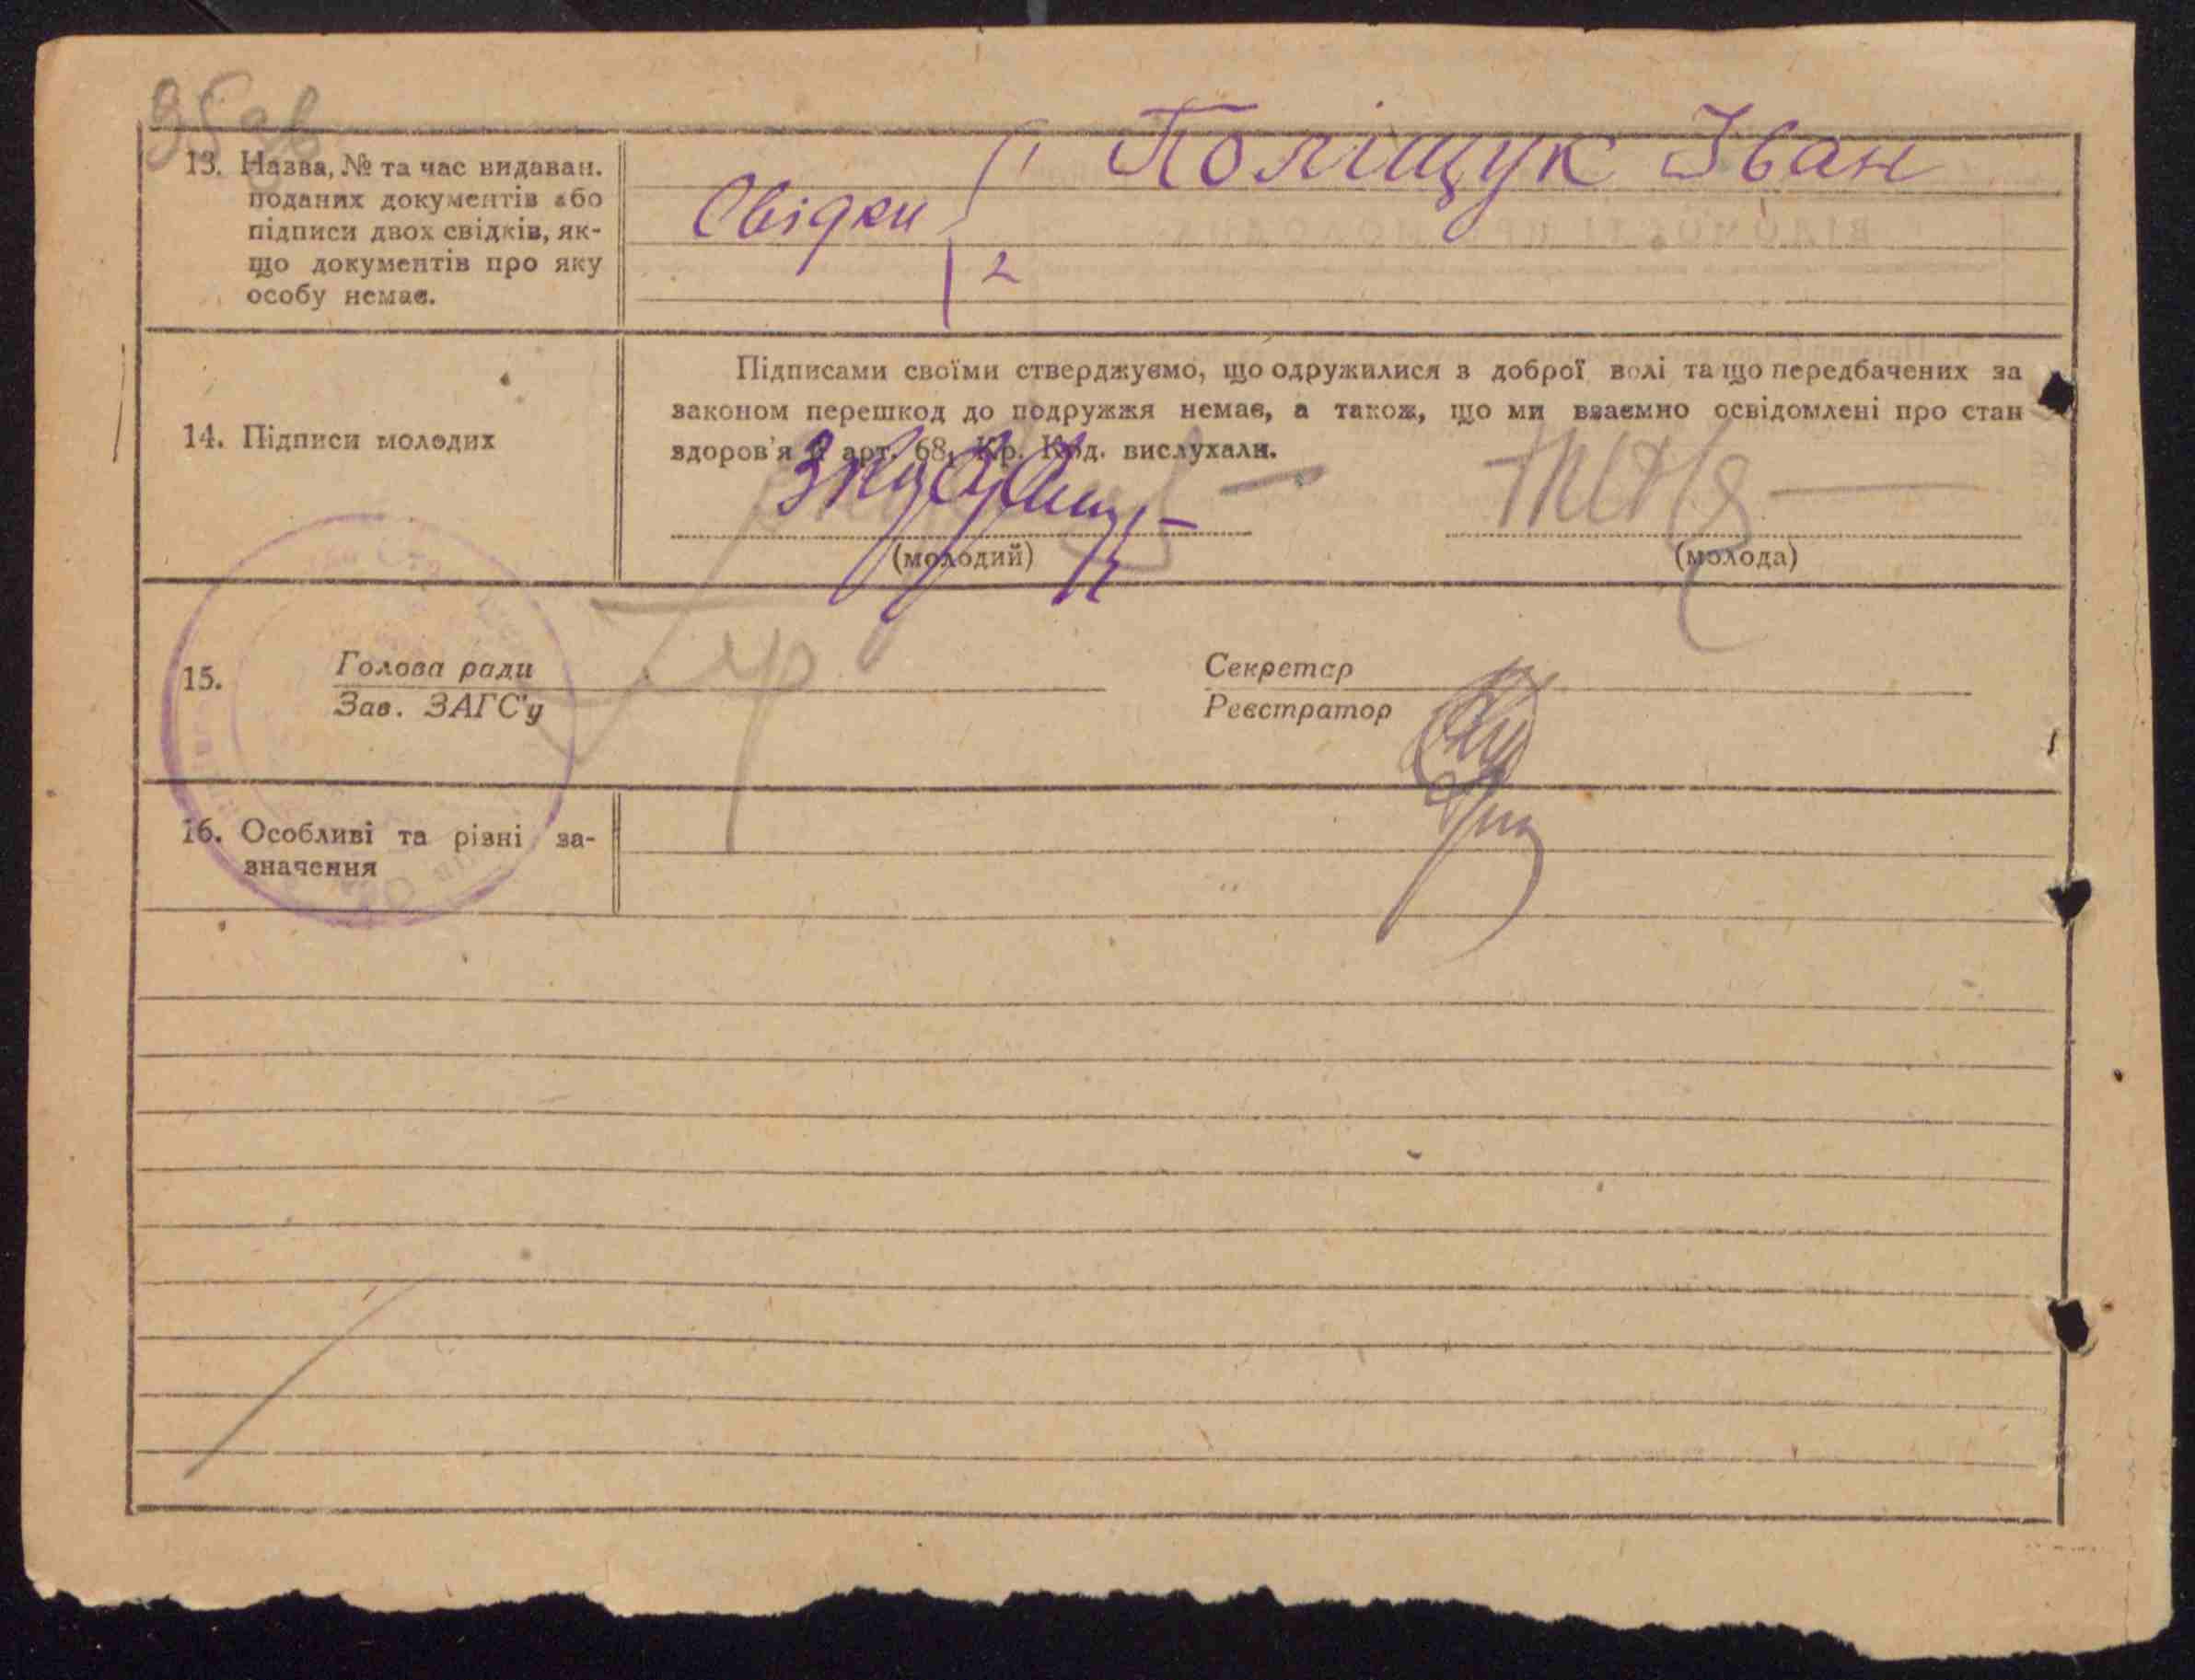 95 зв
13. Назва, № та час видаван.
поданих документів або
підписи двох свідків, як-
що документів про яку
особу немає.
Свідки
1 Поліщук Іван
2
14. Підписи молодих
Підписами своїми стверджуємо, що одружилися з доброї волі та що передбачених за
законом перешкод до подружжя немає, а також, що ми взаємно освідомлені про стан
здоров'я й арт. 68, Кр. Код. вислухали.
(молодий)
(молода)
15. Голова ради
Зав. ЗАГС'у
Секретар
Реєстратор
16. Особливі та різні за-
значення